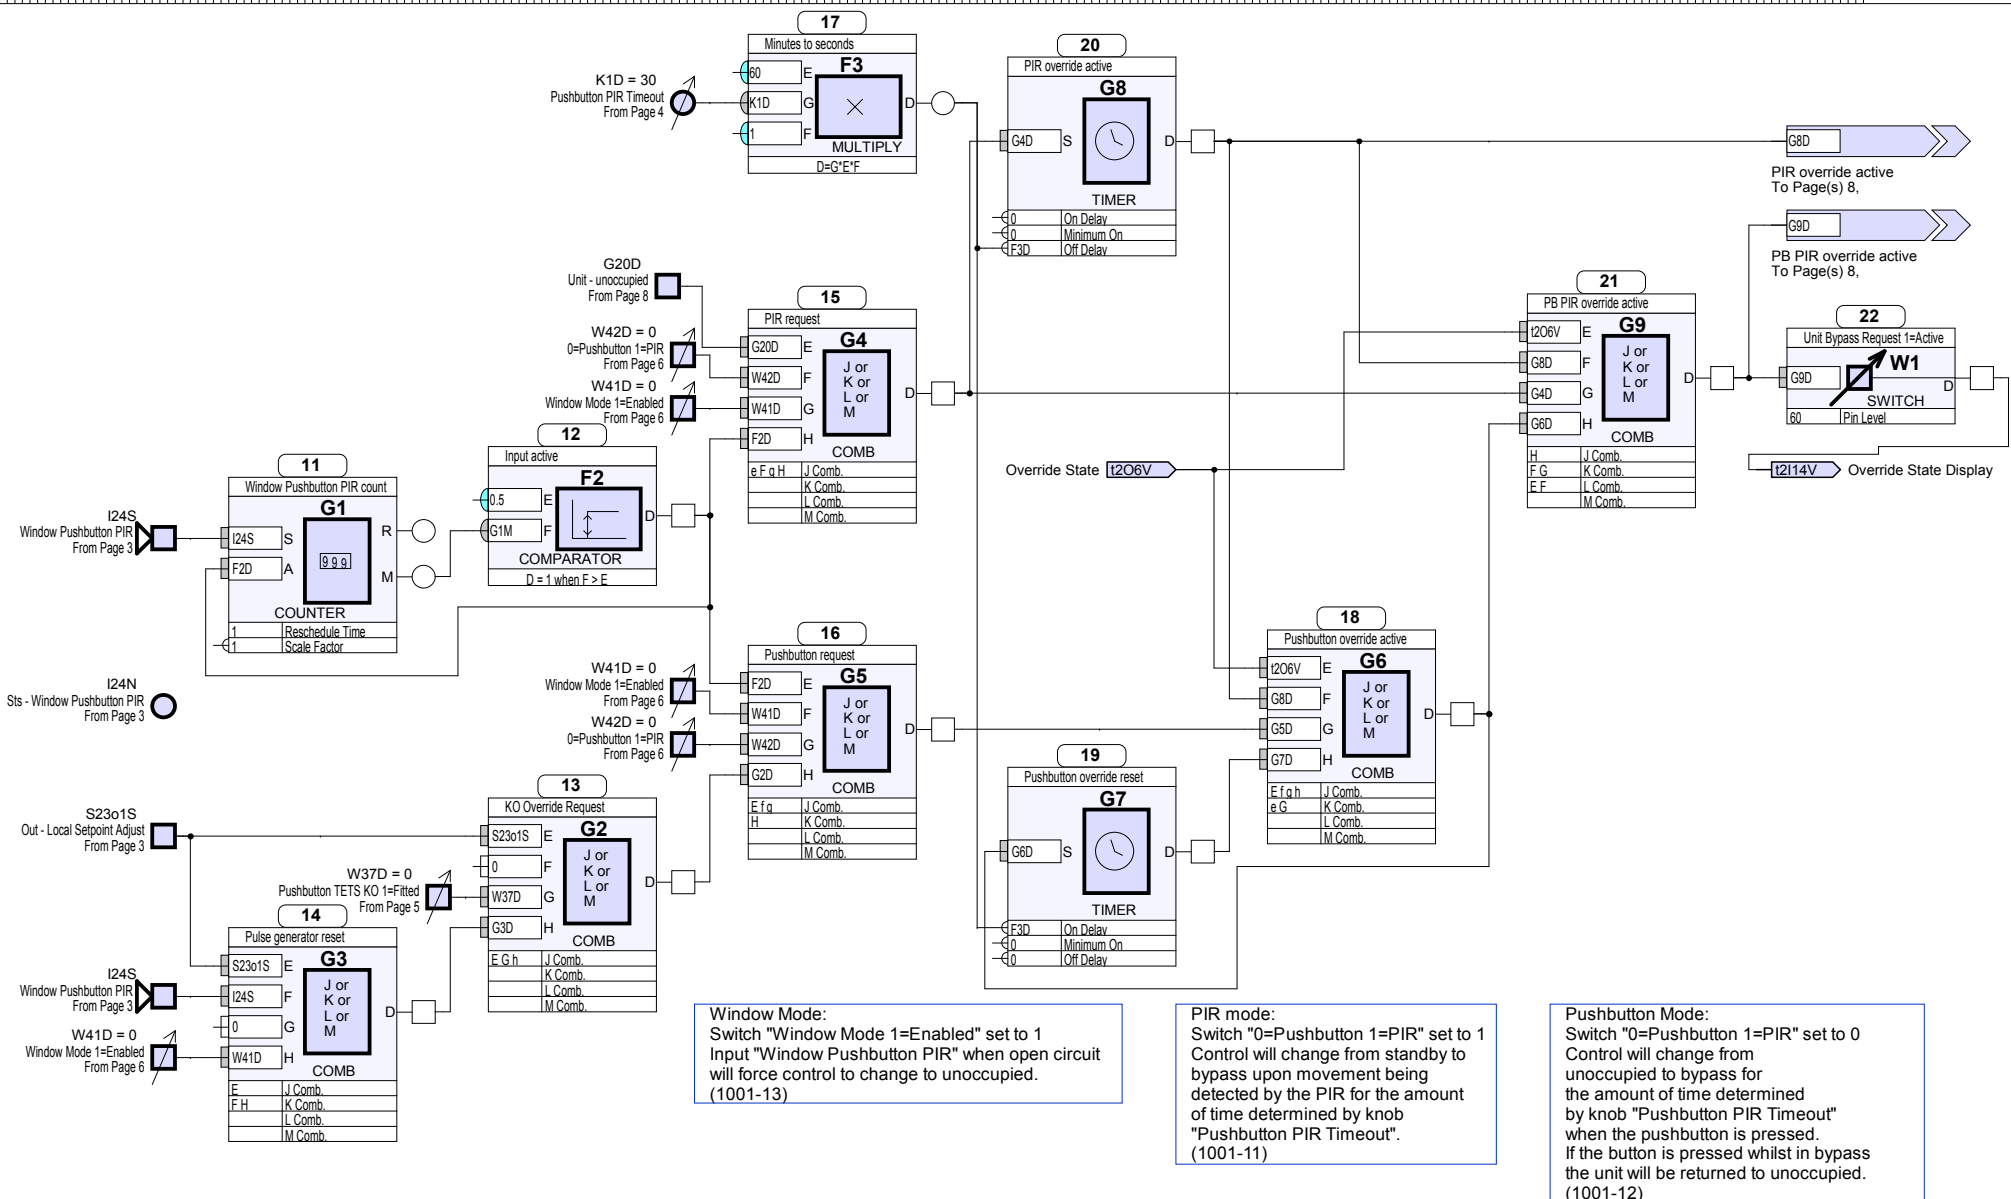 17
Minutes to seconds
F3
60
E
K1D
G
1
F
D
MULTIPLY
D=G*E*F
K1D = 30
Pushbutton PIR Timeout
From Page 4
20
PIR override active
G8
G4D
S
D
TIMER
0
On Delay
0
Minimum On
F3D
Off Delay
G8D
PIR override active
To Page(s) 8,
G9D
PB PIR override active
To Page(s) 8,
G20D
Unit - unoccupied
From Page 8
W42D = 0
0=Pushbutton 1=PIR
From Page 6
W41D = 0
Window Mode 1=Enabled
From Page 6
15
PIR request
G4
G20D
E
W42D
F
W41D
G
F2D
H
J or
K or
L or
M
D
COMB
e F g H
J Comb.
K Comb.
L Comb.
M Comb.
21
PB PIR override active
G9
t2O6V
E
G8D
F
G4D
G
G6D
H
J or
K or
L or
M
D
COMB
H
J Comb.
F G
K Comb.
E F
L Comb.
M Comb.
22
Unit Bypass Request 1=Active
W1
G9D
D
SWITCH
60
Pin Level
t2I14V
Override State Display
Override State
t2O6V
11
Window Pushbutton PIR count
G1
I24S
S
F2D
A
999
R
M
COUNTER
1
Reschedule Time
1
Scale Factor
I24S
Window Pushbutton PIR
From Page 3
12
Input active
F2
0.5
E
G1M
F
D
COMPARATOR
D = 1 when F > E
I24N
Sts - Window Pushbutton PIR
From Page 3
16
Pushbutton request
G5
F2D
E
W41D
F
W42D
G
G2D
H
J or
K or
L or
M
D
COMB
E f g
J Comb.
H
K Comb.
L Comb.
M Comb.
W41D = 0
Window Mode 1=Enabled
From Page 6
W42D = 0
0=Pushbutton 1=PIR
From Page 6
18
Pushbutton override active
G6
t2O6V
E
G8D
F
G5D
G
G7D
H
J or
K or
L or
M
D
COMB
E f g h
J Comb.
e G
K Comb.
L Comb.
M Comb.
19
Pushbutton override reset
G7
G6D
S
D
TIMER
F3D
On Delay
0
Minimum On
0
Off Delay
S23o1S
Out - Local Setpoint Adjust
From Page 3
13
KO Override Request
G2
S23o1S
E
0
F
W37D
G
G3D
H
J or
K or
L or
M
D
COMB
E G h
J Comb.
K Comb.
L Comb.
M Comb.
W37D = 0
Pushbutton TETS KO 1=Fitted
From Page 5
14
Pulse generator reset
G3
S23o1S
E
I24S
F
0
G
W41D
H
J or
K or
L or
M
D
COMB
E
J Comb.
F H
K Comb.
L Comb.
M Comb.
I24S
Window Pushbutton PIR
From Page 3
W41D = 0
Window Mode 1=Enabled
From Page 6
Window Mode:
Switch "Window Mode 1=Enabled" set to 1
Input "Window Pushbutton PIR" when open circuit
will force control to change to unoccupied.
(1001-13)
PIR mode:
Switch "0=Pushbutton 1=PIR" set to 1
Control will change from standby to
bypass upon movement being
detected by the PIR for the amount
of time determined by knob
"Pushbutton PIR Timeout".
(1001-11)
Pushbutton Mode:
Switch "0=Pushbutton 1=PIR" set to 0
Control will change from
unoccupied to bypass for
the amount of time determined
by knob "Pushbutton PIR Timeout"
when the pushbutton is pressed.
If the button is pressed whilst in bypass
the unit will be returned to unoccupied.
(1001-12)